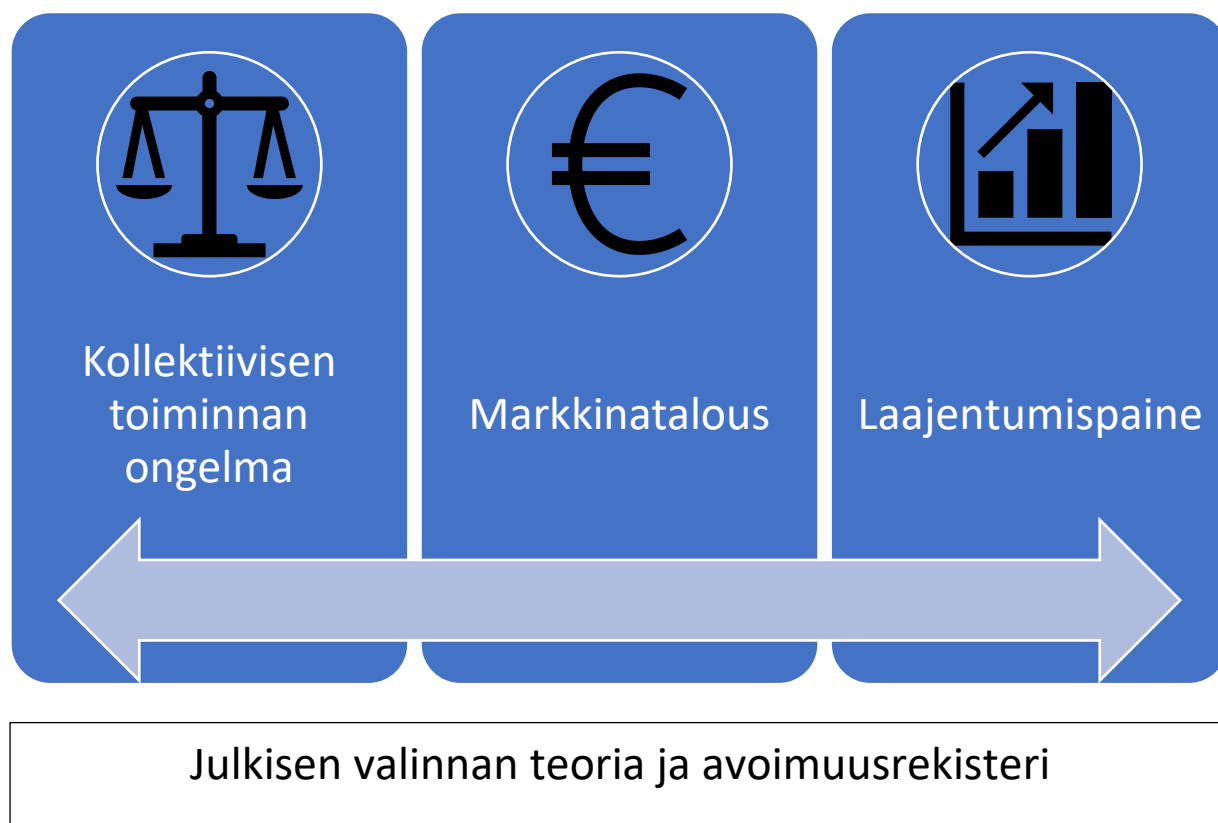 Kollektiivisen
toiminnan
ongelma
Markkinatalous
Laajentumispaine
Julkisen valinnan teoria ja avoimuusrekisteri